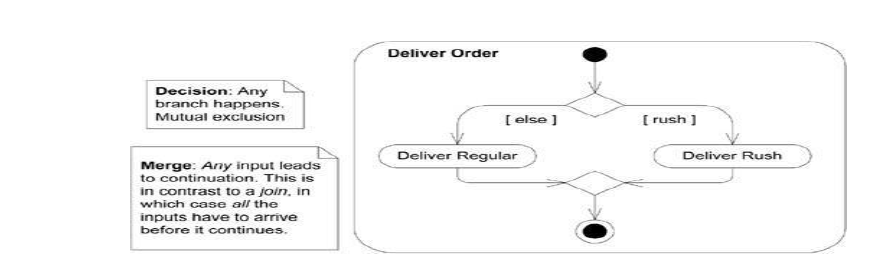 Deliver Order
Decision: Any
branch happens.
Mutual exclusion
[ else ]
[ rush ]
Merge: Any input leads
to continuation. This is
in contrast to a join, in
which case all the
inputs have to arrive
before it continues.
Deliver Regular
Deliver Rush